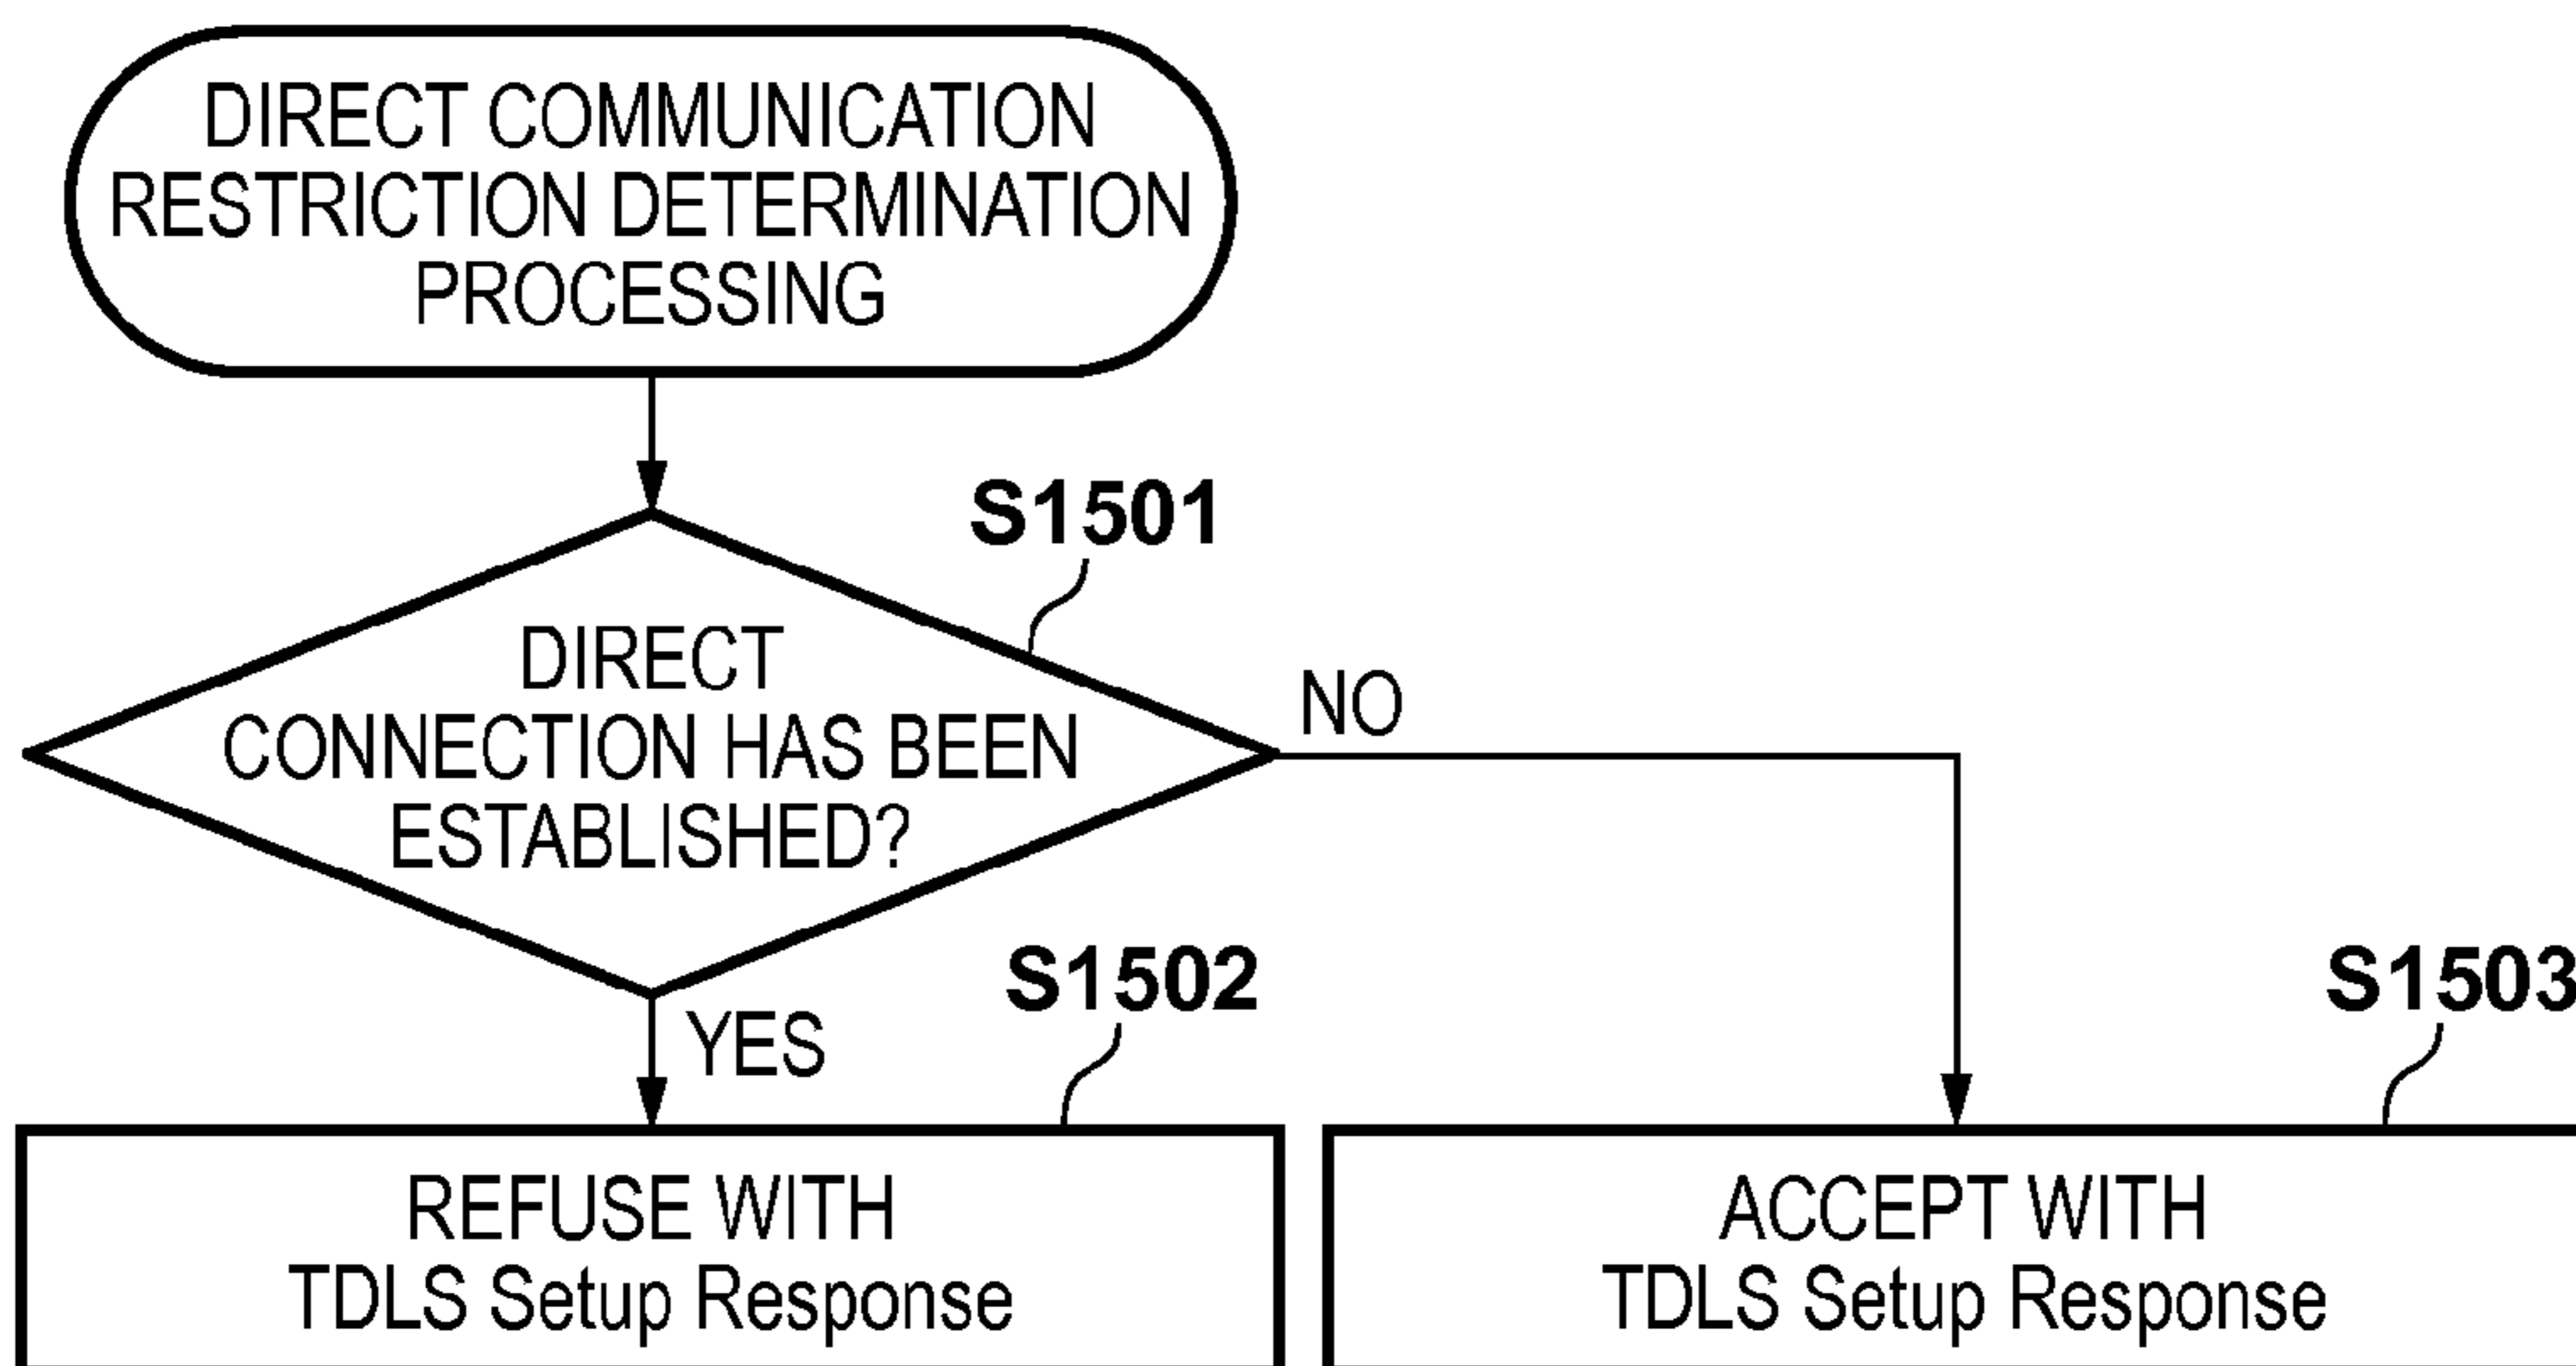 DIRECT COMMUNICATION
RESTRICTION DETERMINATION
PROCESSING
S1501
DIRECT
CONNECTION HAS BEEN
ESTABLISHED?
NO
YES
S1502
S1503
REFUSE WITH
TDLS Setup Response
ACCEPT WITH
TDLS Setup Response